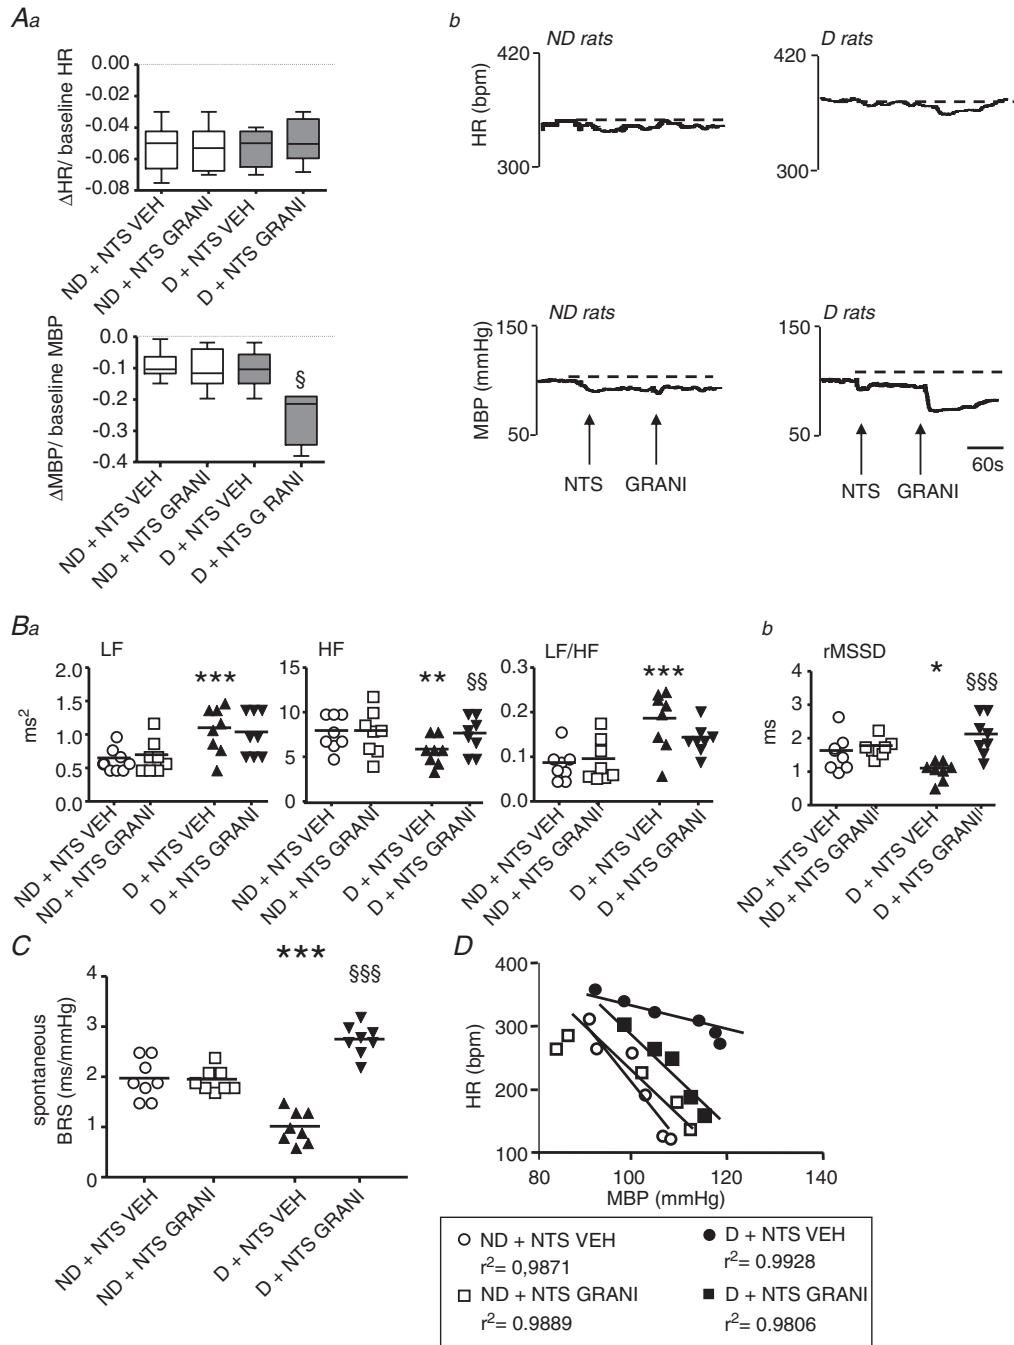 Aa
ΔHR/ baseline HR
0.00
-0.02
-0.04
-0.06
-0.08
ND + NTS VEH
ND + NTS GRANI
D + NTS VEH
D + NTS GRANI
ΔMBP/ baseline MBP
0.0
-0.1
-0.2
-0.3
-0.4
§
ND + NTS VEH
ND + NTS GRANI
D + NTS VEH
D + NTS G RANI
b
ND rats
HR (bpm)
420
300
D rats
420
300
ND rats
MBP (mmHg)
150
50
NTS GRANI
D rats
150
50
NTS GRANI
60s
Ba
LF
ms²
2.0
1.5
1.0
0.5
0.0
***
ND + NTS VEH
ND + NTS GRANI
D + NTS VEH
D + NTS GRANI
HF
15
10
5
0
**
§§
ND + NTS VEH
ND + NTS GRANI
D + NTS VEH
D + NTS GRANI
LF/HF
0.3
0.2
0.1
0.0
***
ND + NTS VEH
ND + NTS GRANI
D + NTS VEH
D + NTS GRANI
b
rMSSD
ms
4
3
2
1
0
*
§§§
ND + NTS VEH
ND + NTS GRANI
D + NTS VEH
D + NTS GRANI
C
spontaneous
BRS (ms/mmHg)
4
3
2
1
0
***
§§§
ND + NTS VEH
ND + NTS GRANI
D + NTS VEH
D + NTS GRANI
D
HR (bpm)
400
300
200
100
80 100 120 140
MBP (mmHg)
ND + NTS VEH
r²= 0,9871
ND + NTS GRANI
r²= 0.9889
D + NTS VEH
r²= 0.9928
D + NTS GRANI
r²= 0.9806